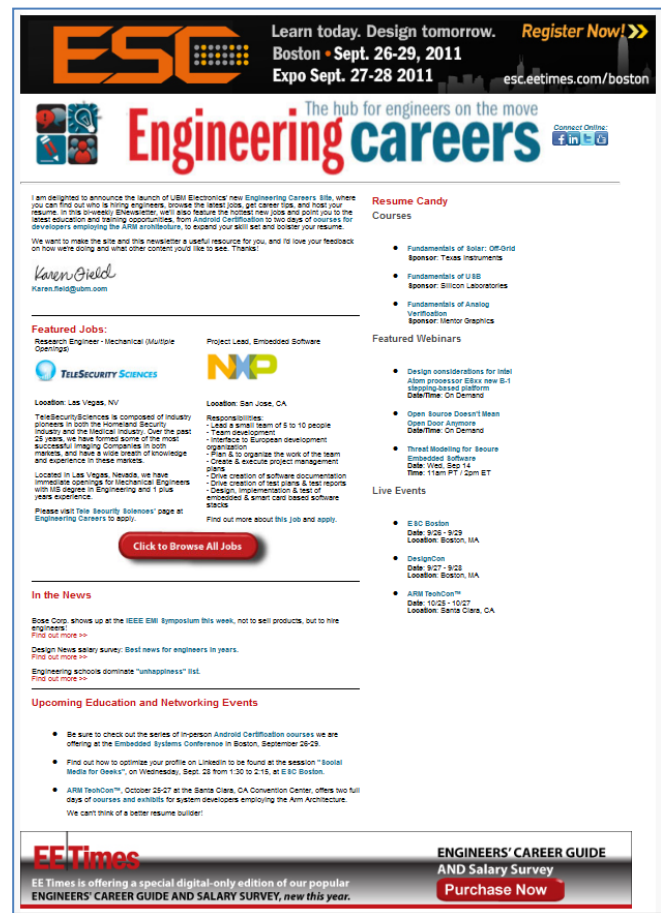 ESC
Learn today. Design tomorrow.
Boston • Sept. 26-29, 2011
Expo Sept. 27-28 2011
Register Now!
esc.eetimes.com/boston
The hub for engineers on the move
Engineering careers
Connect Online:
I am delighted to announce the launch of UBM Electronics' new Engineering Careers Site, where
you can find out who is hiring engineers, browse the latest jobs, get career tips, and host your
resume. In this bi-weekly ENewsletter, we'll also feature the hottest new jobs and point you to the
latest education and training opportunities, from Android Certification to two days of courses for
developers employing the ARM architecture, to expand your skill set and bolster your resume.
We want to make the site and this newsletter a useful resource for you, and I'd love your feedback
on how we're doing and what other content you'd like to see. Thanks!
Karen Field
Karen.field@ubm.com
Featured Jobs:
Research Engineer - Mechanical (Multiple
Openings)
TELESECURITY SCIENCES
Location: Las Vegas, NV
TeleSecuritySciences is composed of industry
pioneers in both the Homeland Security
industry and the Medical Industry. Over the past
25 years, we have formed some of the most
successful Imaging Companies in both
markets, and have a wide breath of knowledge
and experience in these markets.
Located in Las Vegas, Nevada, we have
immediate openings for Mechanical Engineers
with MS degree in Engineering and 1 plus
years experience.
Please visit Tele Security Sciences' page at
Engineering Careers to apply.
Project Lead, Embedded Software
NXP
Location: San Jose, CA
Responsibilities:
- Lead a small team of 5 to 10 people
- Team development
- Interface to European development
organization
- Plan & to organize the work of the team
- Create & execute project management
plans
- Drive creation of software documentation
- Drive creation of test plans & test reports
- Design, implementation & test of
embedded & smart card based software
stacks
Find out more about this job and apply.
Click to Browse All Jobs
In the News
Bose Corp. shows up at the IEEE EMI Symposium this week, not to sell products, but to hire
engineers!
Find out more >>
Design News salary survey: Best news for engineers in years.
Find out more >>
Engineering schools dominate "unhappiness" list.
Find out more >>
Upcoming Education and Networking Events
• Be sure to check out the series of in-person Android Certification courses we are
offering at the Embedded Systems Conference in Boston, September 26-29.
• Find out how to optimize your profile on LinkedIn to be found at the session "Social
Media for Geeks", on Wednesday, Sept. 28 from 1:30 to 2:15, at ESC Boston.
• ARM TechCon™, October 25-27 at the Santa Clara, CA Convention Center, offers two full
days of courses and exhibits for system developers employing the Arm Architecture.
We can't think of a better resume builder!
Resume Candy
Courses
• Fundamentals of Solar: Off-Grid
Sponsor: Texas Instruments
• Fundamentals of USB
Sponsor: Silicon Laboratories
• Fundamentals of Analog
Verification
Sponsor: Mentor Graphics
Featured Webinars
• Design considerations for Intel
Atom processor E6xx new B-1
stepping-based platform
Date/Time: On Demand
• Open Source Doesn't Mean
Open Door Anymore
Date/Time: On Demand
• Threat Modeling for Secure
Embedded Software
Date: Wed, Sep 14
Time: 11am PT / 2pm ET
Live Events
• ESC Boston
Date: 9/26 - 9/29
Location: Boston, MA
• DesignCon
Date: 9/27 - 9/28
Location: Boston, MA
• ARM TechCon™
Date: 10/25 - 10/27
Location: Santa Clara, CA
EE Times
EE Times is offering a special digital-only edition of our popular
ENGINEERS' CAREER GUIDE AND SALARY SURVEY, new this year.
ENGINEERS' CAREER GUIDE
AND Salary Survey
Purchase Now